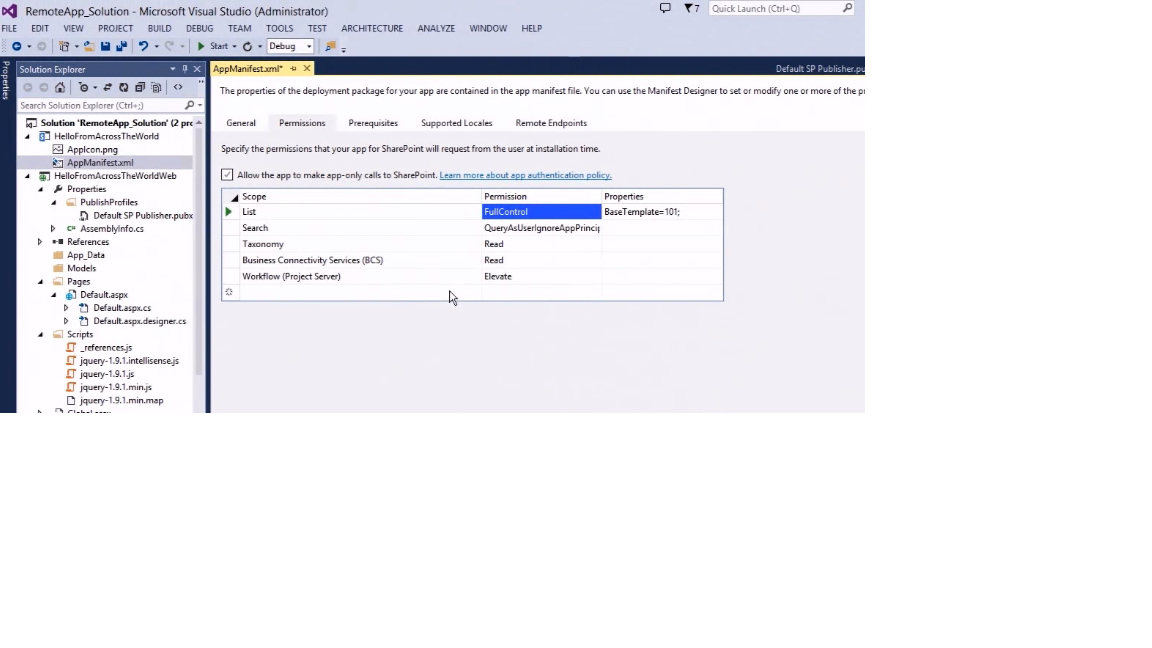 RemoteApp_Solution - Microsoft Visual Studio (Administrator)
7 Quick Launch (Ctrl+Q)
FILE EDIT VIEW PROJECT BUILD DEBUG TEAM TOOLS TEST ARCHITECTURE ANALYZE WINDOW HELP
Start Debug
Properties
Solution Explorer
AppManifest.xml*
Default SP Publisher.pu
Search Solution Explorer (Ctrl+;)
Solution 'RemoteApp_Solution' (2 pro
HelloFromAcrossTheWorld
AppIcon.png
AppManifest.xml
HelloFromAcrossTheWorldWeb
Properties
PublishProfiles
Default SP Publisher.pubx
AssemblyInfo.cs
References
App_Data
Models
Pages
Default.aspx
Default.aspx.cs
Default.aspx.designer.cs
Scripts
_references.js
jquery-1.9.1.intellisense.js
jquery-1.9.1.js
jquery-1.9.1.min.js
jquery-1.9.1.min.map
The properties of the deployment package for your app are contained in the app manifest file. You can use the Manifest Designer to set or modify one or more of the p
General Permissions Prerequisites Supported Locales Remote Endpoints
Specify the permissions that your app for SharePoint will request from the user at installation time.
Allow the app to make app-only calls to SharePoint. Learn more about app authentication policy.
Scope Permission Properties
List FullControl BaseTemplate=101;
Search QueryAsUserIgnoreAppPrincip
Taxonomy Read
Business Connectivity Services (BCS) Read
Workflow (Project Server) Elevate